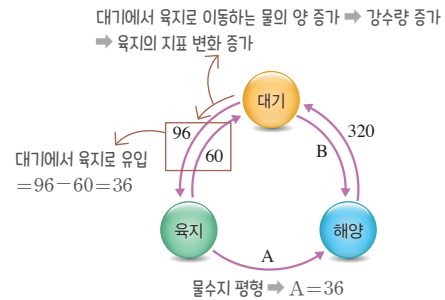 대기에서 육지로 이동하는 물의 양 증가 ➡ 강수량 증가
➡ 육지의 지표 변화 증가
대기
96
60
320
B
대기에서 육지로 유입
=96-60=36
육지
해양
A
물수지 평형 ➡ A=36